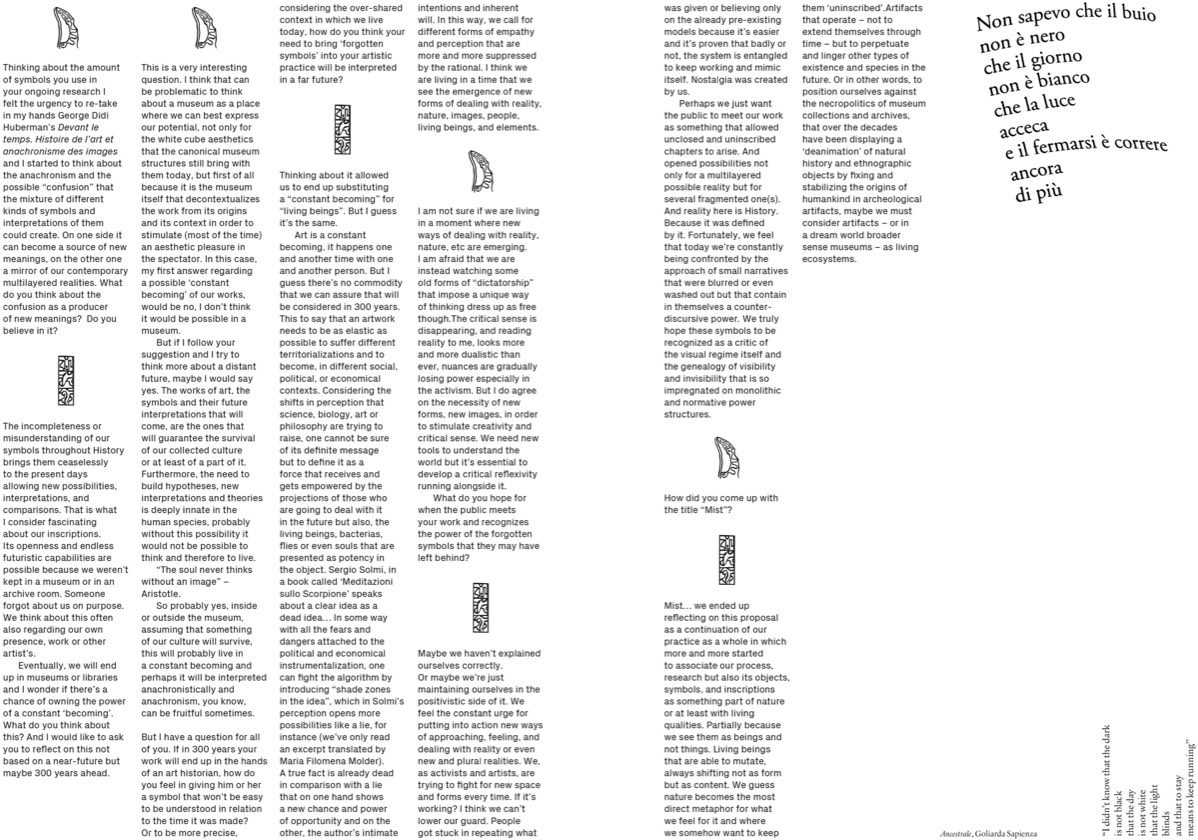 Thinking about the amount
of symbols you use in
your ongoing research I
felt the urgency to re-take
in my hands George Didi
Huberman's Devant le
temps. Histoire de l'art et
anachronisme des images
and I started to think about
the anachronism and the
possible “confusion” that
the mixture of different
kinds of symbols and
interpretations of them
could create. On one side it
can become a source of new
meanings, on the other one
a mirror of our contemporary
multilayered realities. What
do you think about the
confusion as a producer
of new meanings? Do you
believe in it?
The incompleteness or
misunderstanding of our
symbols throughout History
brings them ceaselessly
to the present days
allowing new possibilities,
interpretations, and
comparisons. That is what
I consider fascinating
about our inscriptions.
Its openness and endless
futuristic capabilities are
possible because we weren't
kept in a museum or in an
archive room. Someone
forgot about us on purpose.
We think about this often
also regarding our own
presence, work or other
artist's.
Eventually, we will end
up in museums or libraries
and I wonder if there's a
chance of owning the power
of a constant ‘becoming’.
What do you think about
this? And I would like to ask
you to reflect on this not
based on a near-future but
maybe 300 years ahead.
This is a very interesting
question. I think that can
be problematic to think
about a museum as a place
where we can best express
our potential, not only for
the white cube aesthetics
that the canonical museum
structures still bring with
them today, but first of all
because it is the museum
itself that decontextualizes
the work from its origins
and its context in order to
stimulate (most of the time)
an aesthetic pleasure in
the spectator. In this case,
my first answer regarding
a possible ‘constant
becoming’ of our works,
would be no, I don't think
it would be possible in a
museum.
But if I follow your
suggestion and I try to
think more about a distant
future, maybe I would say
yes. The works of art, the
symbols and their future
interpretations that will
come, are the ones that
will guarantee the survival
of our collected culture
or at least of a part of it.
Furthermore, the need to
build hypotheses, new
interpretations and theories
is deeply innate in the
human species, probably
without this possibility it
would not be possible to
think and therefore to live.
“The soul never thinks
without an image” –
Aristotle.
So probably yes, inside
or outside the museum,
assuming that something
of our culture will survive,
this will probably live in
a constant becoming and
perhaps it will be interpreted
anachronistically and
anachronism, you know,
can be fruitful sometimes.
But I have a question for all
of you. If in 300 years your
work will end up in the hands
of an art historian, how do
you feel in giving him or her
a symbol that won't be easy
to be understood in relation
to the time it was made?
Or to be more precise,
considering the over-shared
context in which we live
today, how do you think your
need to bring ‘forgotten
symbols’ into your artistic
practice will be interpreted
in a far future?
Thinking about it allowed
us to end up substituting
a “constant becoming” for
“living beings”. But I guess
it's the same.
Art is a constant
becoming, it happens one
and another time with one
and another person. But I
guess there's no commodity
that we can assure that will
be considered in 300 years.
This to say that an artwork
needs to be as elastic as
possible to suffer different
territorializations and to
become, in different social,
political, or economical
contexts. Considering the
shifts in perception that
science, biology, art or
philosophy are trying to
raise, one cannot be sure
of its definite message
but to define it as a
force that receives and
gets empowered by the
projections of those who
are going to deal with it
in the future but also, the
living beings, bacterias,
flies or even souls that are
presented as potency in
the object. Sergio Solmi, in
a book called ‘Meditazioni
sullo Scorpione’ speaks
about a clear idea as a
dead idea... In some way
with all the fears and
dangers attached to the
political and economical
instrumentalization, one
can fight the algorithm by
introducing “shade zones
in the idea”, which in Solmi's
perception opens more
possibilities like a lie, for
instance (we've only read
an excerpt translated by
Maria Filomena Molder).
A true fact is already dead
in comparison with a lie
that on one hand shows
a new chance and power
of opportunity and on the
other, the author's intimate
intentions and inherent
will. In this way, we call for
different forms of empathy
and perception that are
more and more suppressed
by the rational. I think we
are living in a time that we
see the emergence of new
forms of dealing with reality,
nature, images, people,
living beings, and elements.
I am not sure if we are living
in a moment where new
ways of dealing with reality,
nature, etc are emerging.
I am afraid that we are
instead watching some
old forms of “dictatorship”
that impose a unique way
of thinking dress up as free
though.The critical sense is
disappearing, and reading
reality to me, looks more
and more dualistic than
ever, nuances are gradually
losing power especially in
the activism. But I do agree
on the necessity of new
forms, new images, in order
to stimulate creativity and
critical sense. We need new
tools to understand the
world but it's essential to
develop a critical reflexivity
running alongside it.
What do you hope for
when the public meets
your work and recognizes
the power of the forgotten
symbols that they may have
left behind?
Maybe we haven't explained
ourselves correctly.
Or maybe we're just
maintaining ourselves in the
positivistic side of it. We
feel the constant urge for
putting into action new ways
of approaching, feeling, and
dealing with reality or even
new and plural realities. We,
as activists and artists, are
trying to fight for new space
and forms every time. If it's
working? I think we can't
lower our guard. People
got stuck in repeating what
was given or believing only
on the already pre-existing
models because it's easier
and it's proven that badly or
not, the system is entangled
to keep working and mimic
itself. Nostalgia was created
by us.
Perhaps we just want
the public to meet our work
as something that allowed
unclosed and uninscribed
chapters to arise. And
opened possibilities not
only for a multilayered
possible reality but for
several fragmented one(s).
And reality here is History.
Because it was defined
by it. Fortunately, we feel
that today we're constantly
being confronted by the
approach of small narratives
that were blurred or even
washed out but that contain
in themselves a counter-
discursive power. We truly
hope these symbols to be
recognized as a critic of
the visual regime itself and
the genealogy of visibility
and invisibility that is so
impregnated on monolithic
and normative power
structures.
How did you come up with
the title “Mist”?
Mist... we ended up
reflecting on this proposal
as a continuation of our
practice as a whole in which
more and more started
to associate our process,
research but also its objects,
symbols, and inscriptions
as something part of nature
or at least with living
qualities. Partially because
we see them as beings and
not things. Living beings
that are able to mutate,
always shifting not as form
but as content. We guess
nature becomes the most
direct metaphor for what
we feel for it and where
we somehow want to keep
them ‘uninscribed’.Artifacts
that operate – not to
extend themselves through
time – but to perpetuate
and linger other types of
existence and species in the
future. Or in other words, to
position ourselves against
the necropolitics of museum
collections and archives,
that over the decades
have been displaying a
‘deanimation’ of natural
history and ethnographic
objects by fixing and
stabilizing the origins of
humankind in archeological
artifacts, maybe we must
consider artifacts – or in
a dream world broader
sense museums – as living
ecosystems.
Non sapevo che il buio
non è nero
che il giorno
non è bianco
che la luce
acceca
e il fermarsi è correre
ancora
di più
Ancestrale, Goliarda Sapienza
“I didn't know that the dark
is not black
that the day
is not white
that the light
blinds
and that to stay
means to keep running”